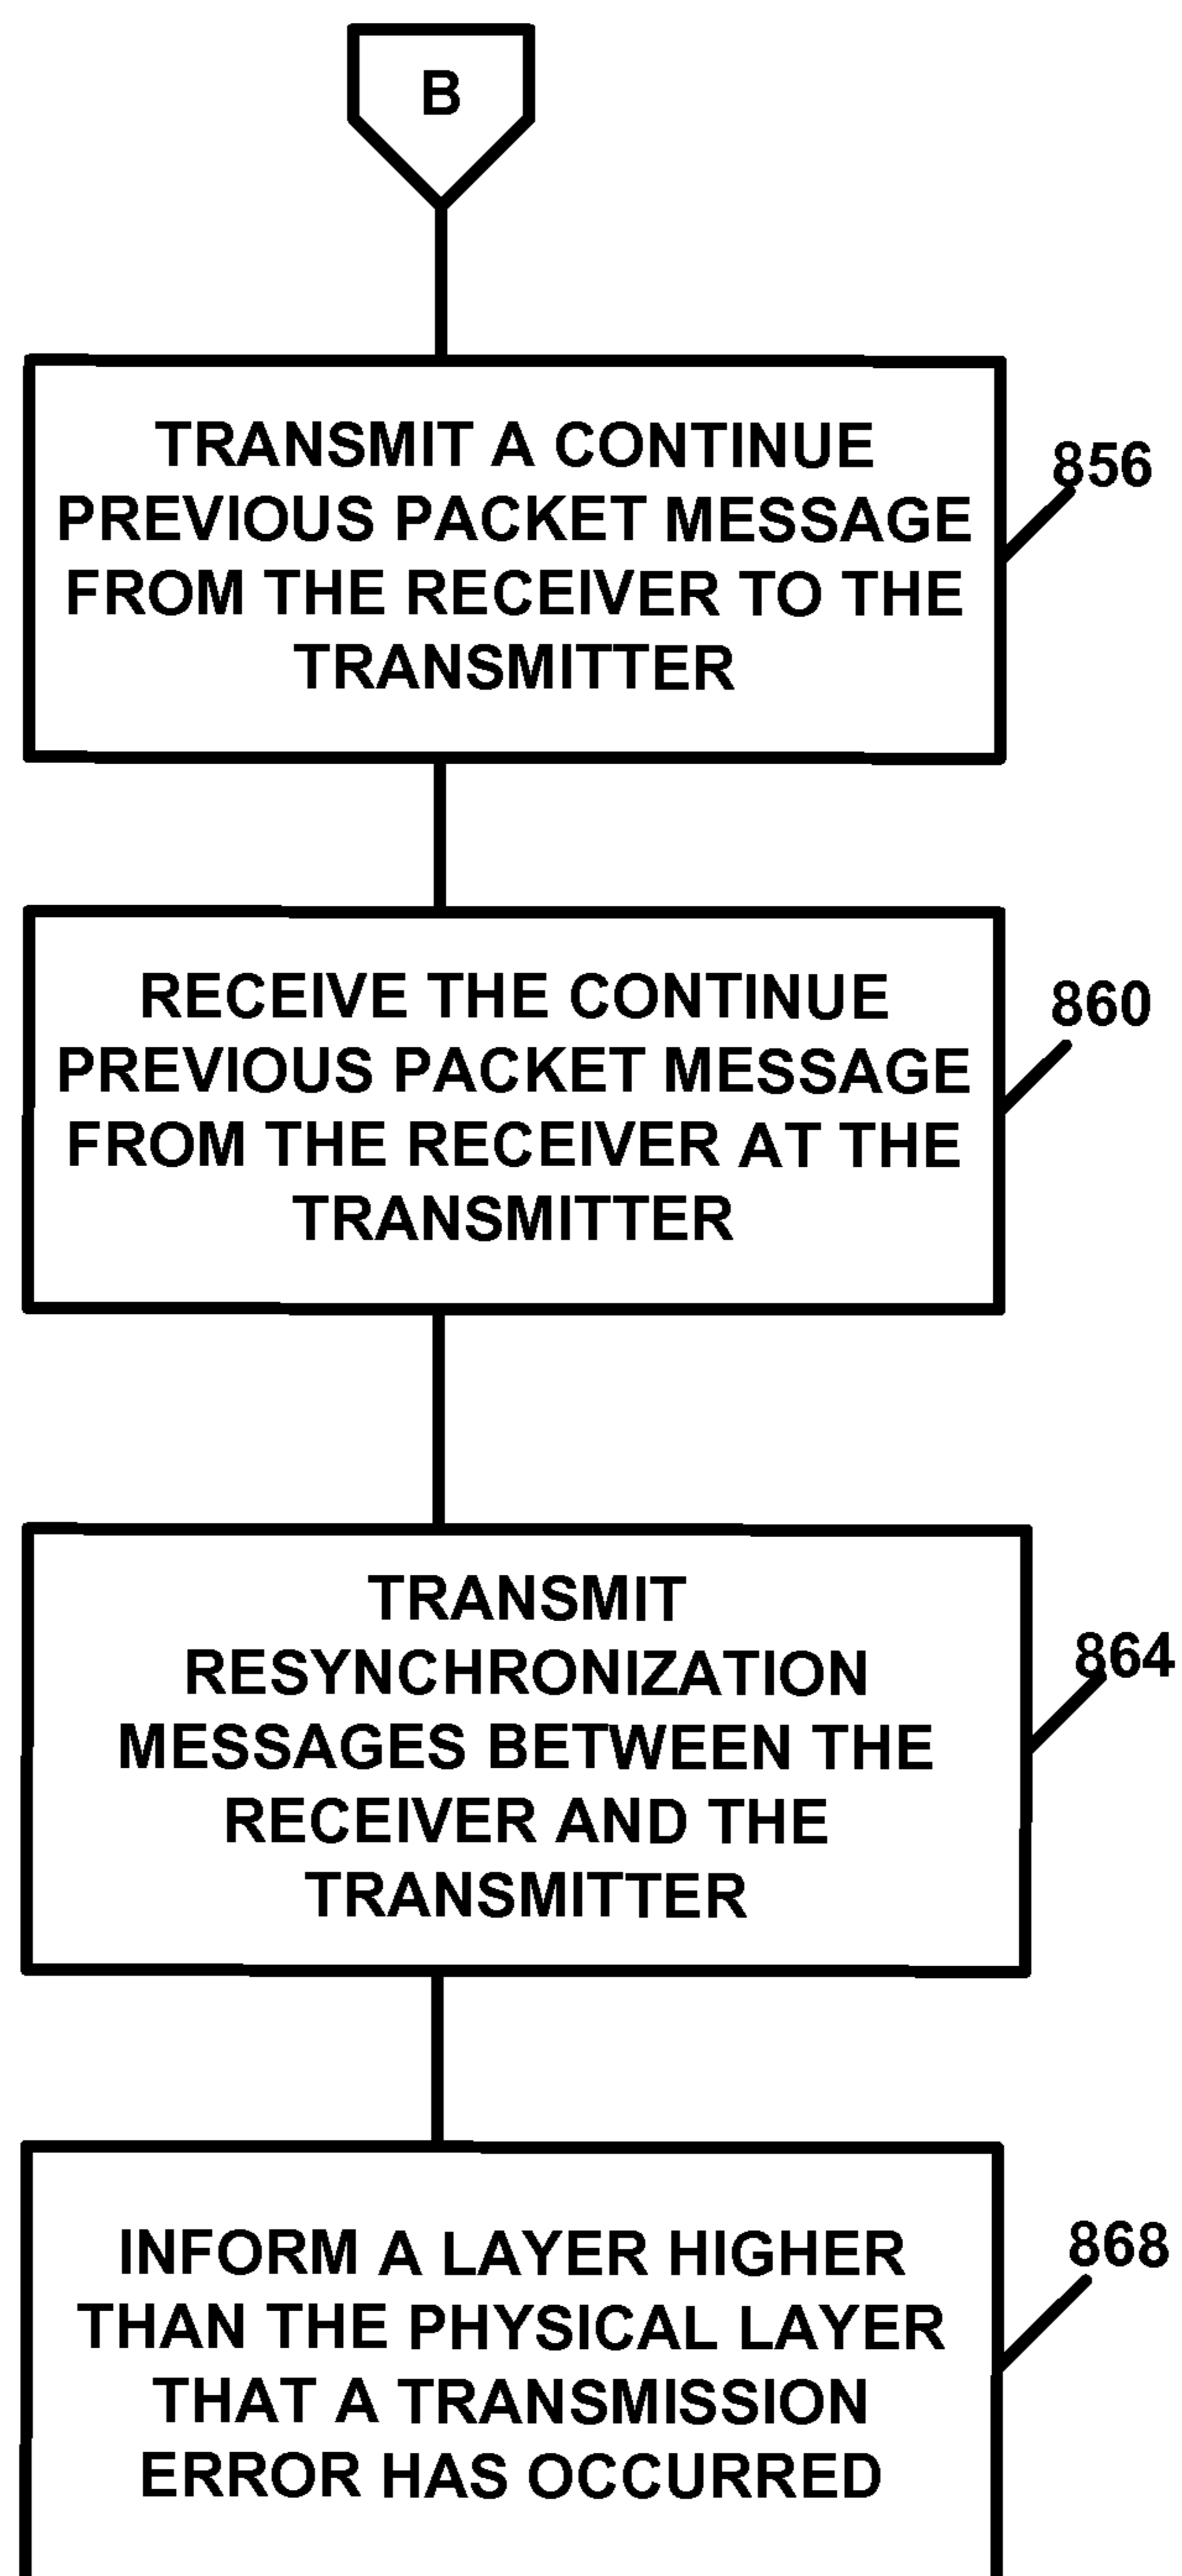 B
TRANSMIT A CONTINUE
PREVIOUS PACKET MESSAGE
FROM THE RECEIVER TO THE
TRANSMITTER
856
RECEIVE THE CONTINUE
PREVIOUS PACKET MESSAGE
FROM THE RECEIVER AT THE
TRANSMITTER
860
TRANSMIT
RESYNCHRONIZATION
MESSAGES BETWEEN THE
RECEIVER AND THE
TRANSMITTER
864
INFORM A LAYER HIGHER
THAN THE PHYSICAL LAYER
THAT A TRANSMISSION
ERROR HAS OCCURRED
868